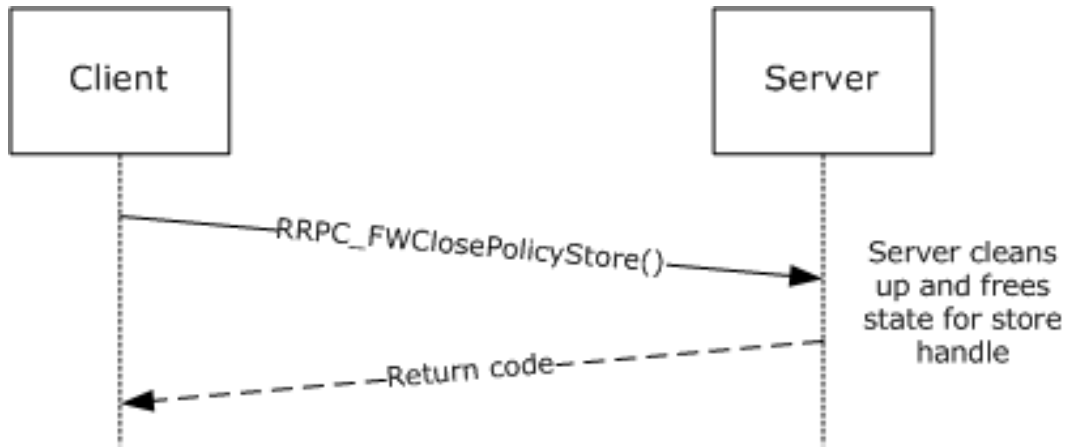 Client
Server
RRPC_FWClosePolicyStore()
Server cleans
up and frees
state for store
handle
Return code